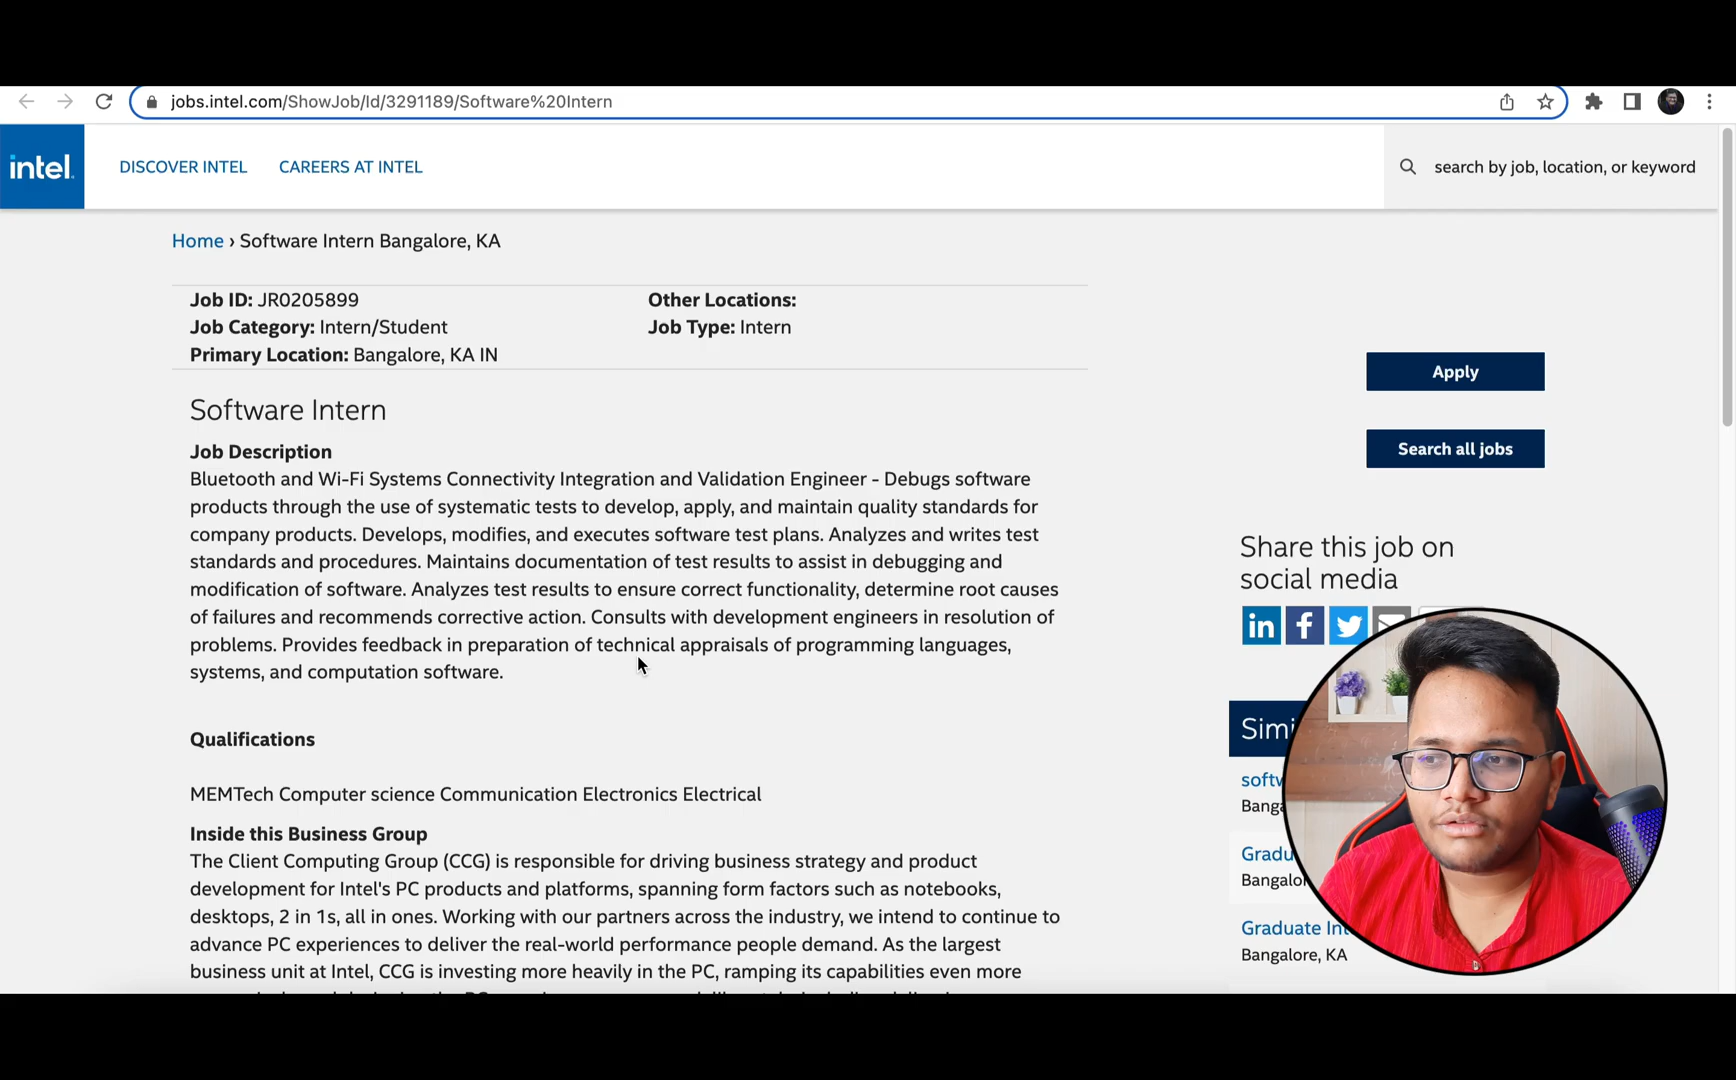 jobs.intel.com/ShowJob/Id/3291189/Software%20Intern
intel.
DISCOVER INTEL
CAREERS AT INTEL
search by job, location, or keyword
Home › Software Intern Bangalore, KA
Job ID: JR0205899
Job Category: Intern/Student
Primary Location: Bangalore, KA IN
Other Locations:
Job Type: Intern
Apply
Search all jobs
Software Intern
Job Description
Bluetooth and Wi-Fi Systems Connectivity Integration and Validation Engineer - Debugs software
products through the use of systematic tests to develop, apply, and maintain quality standards for
company products. Develops, modifies, and executes software test plans. Analyzes and writes test
standards and procedures. Maintains documentation of test results to assist in debugging and
modification of software. Analyzes test results to ensure correct functionality, determine root causes
of failures and recommends corrective action. Consults with development engineers in resolution of
problems. Provides feedback in preparation of technical appraisals of programming languages,
systems, and computation software.
Qualifications
MEMTech Computer science Communication Electronics Electrical
Inside this Business Group
The Client Computing Group (CCG) is responsible for driving business strategy and product
development for Intel's PC products and platforms, spanning form factors such as notebooks,
desktops, 2 in 1s, all in ones. Working with our partners across the industry, we intend to continue to
advance PC experiences to deliver the real-world performance people demand. As the largest
business unit at Intel, CCG is investing more heavily in the PC, ramping its capabilities even more
Share this job on
social media
in f
Graduate
Bangalore, KA